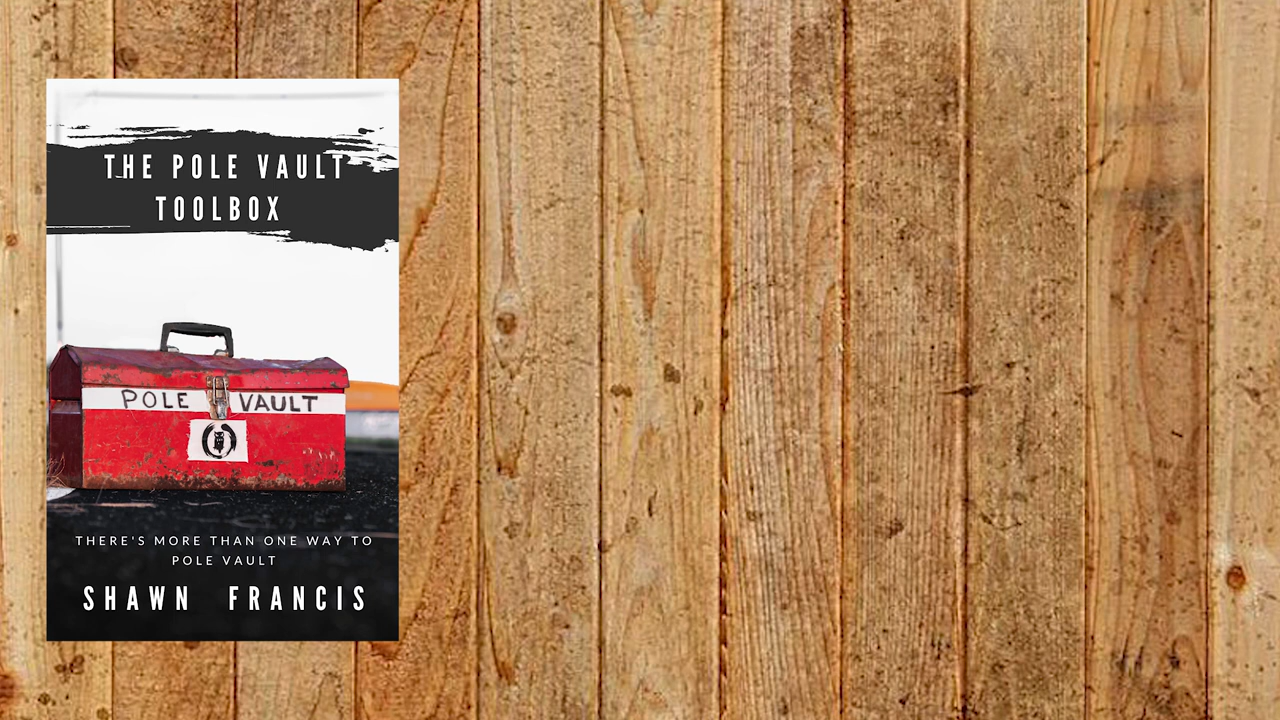 THE POLE VAULT
TOOLBOX
POLE VAULT
THERE'S MORE THAN ONE WAY TO
POLE VAULT
SHAWN FRANCIS